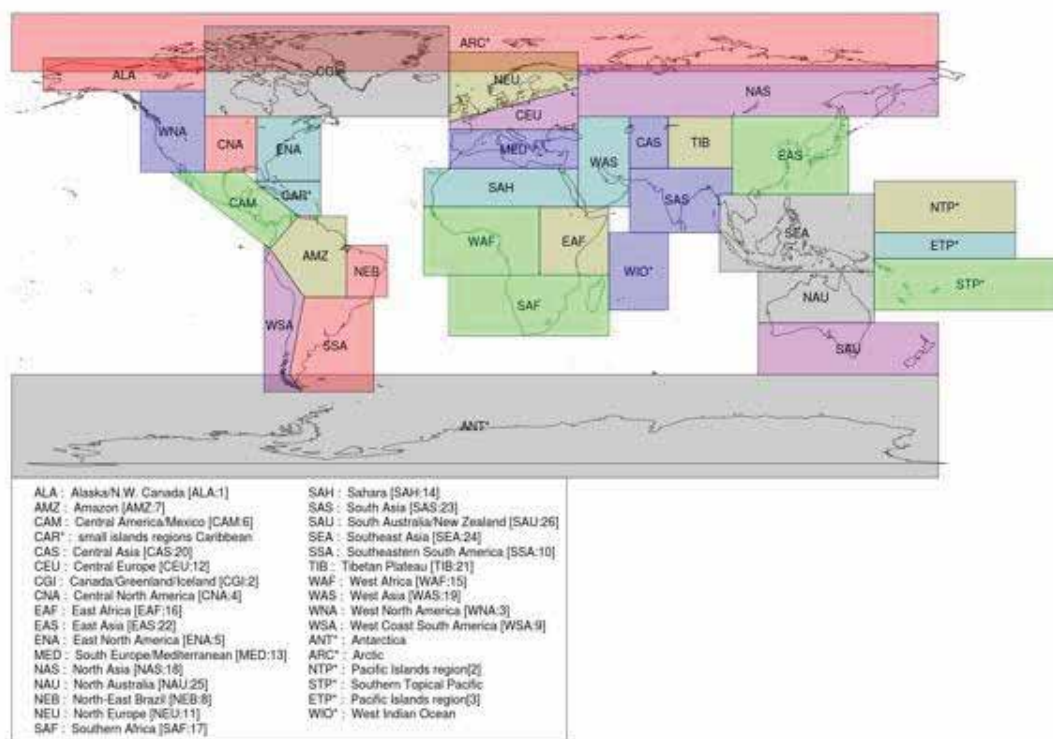 ARC*
ALA
CGI
NEU
NAS
CEU
WNA
CNA
ENA
MED
WAS
CAS
TIB
EAS
SAH
SAS
CAR*
CAM
NTP*
SEA
WAF
EAF
ETP*
AMZ
NEB
WIO*
STP*
NAU
SAF
WSA
SSA
SAU
ANT*
ALA : Alaska/N.W. Canada [ALA:1]
AMZ : Amazon [AMZ:7]
CAM : Central America/Mexico [CAM:6]
CAR* : small islands regions Caribbean
CAS : Central Asia [CAS:20]
CEU : Central Europe [CEU:12]
CGI : Canada/Greenland/Iceland [CGI:2]
CNA : Central North America [CNA:4]
EAF : East Africa [EAF:16]
EAS : East Asia [EAS:22]
ENA : East North America [ENA:5]
MED : South Europe/Mediterranean [MED:13]
NAS : North Asia [NAS:18]
NAU : North Australia [NAU:25]
NEB : North-East Brazil [NEB:8]
NEU : North Europe [NEU:11]
SAF : Southern Africa [SAF:17]
SAH : Sahara [SAH:14]
SAS : South Asia [SAS:23]
SAU : South Australia/New Zealand [SAU:26]
SEA : Southeast Asia [SEA:24]
SSA : Southeastern South America [SSA:10]
TIB : Tibetan Plateau [TIB:21]
WAF : West Africa [WAF:15]
WAS : West Asia [WAS:19]
WNA : West North America [WNA:3]
WSA : West Coast South America [WSA:9]
ANT* : Antarctica
ARC* : Arctic
NTP* : Pacific Islands region[2]
STP* : Southern Topical Pacific
ETP* : Pacific Islands region[3]
WIO* : West Indian Ocean